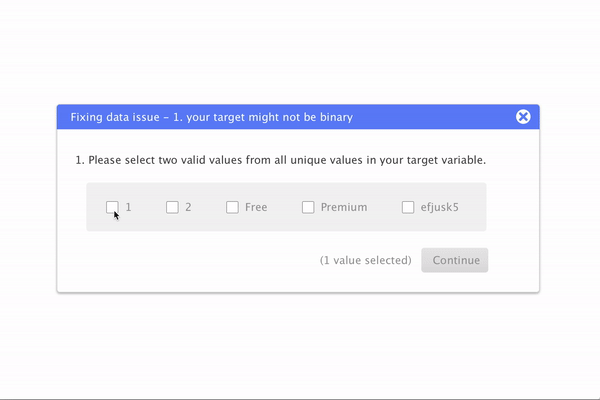 Fixing data issue – 1. your target might not be binary
1. Please select two valid values from all unique values in your target variable.
1 2 Free Premium efjusk5
(1 value selected) Continue